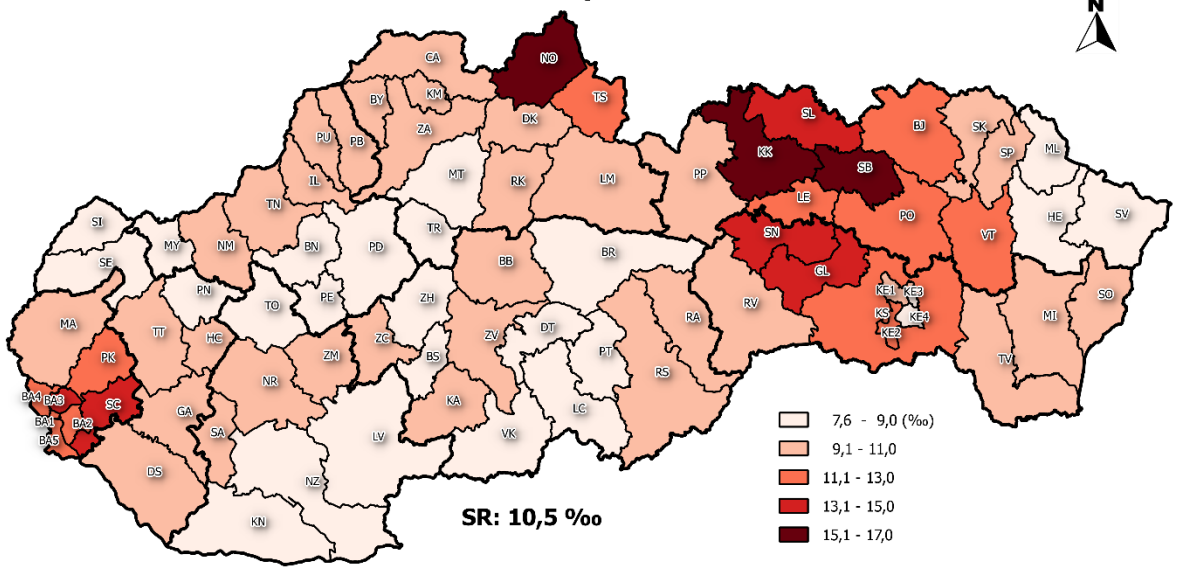 N
NO
CA
TS
KM
BY
SL
DK
BJ
SK
ZA
PU
PB
SP
ML
KK
SB
MT
PP
IL
RK
LM
LE
TN
PO
HE
SV
SI
TR
SN
VT
MY
NM
BN
PD
BR
SE
BB
GL
PN
TO
PE
ZH
KE1
KE3
SO
RV
MA
TT
HC
ZC
ZV
RA
KS
KE4
MI
DT
KE2
PK
ZM
BS
PT
TV
NR
RS
BA4
BA3
SC
KA
LC
GA
BA1
BA2
SA
LV
VK
BA5
DS
NZ
KN
7,6 - 9,0 (‰)
9,1 - 11,0
11,1 - 13,0
13,1 - 15,0
15,1 - 17,0
SR: 10,5 ‰